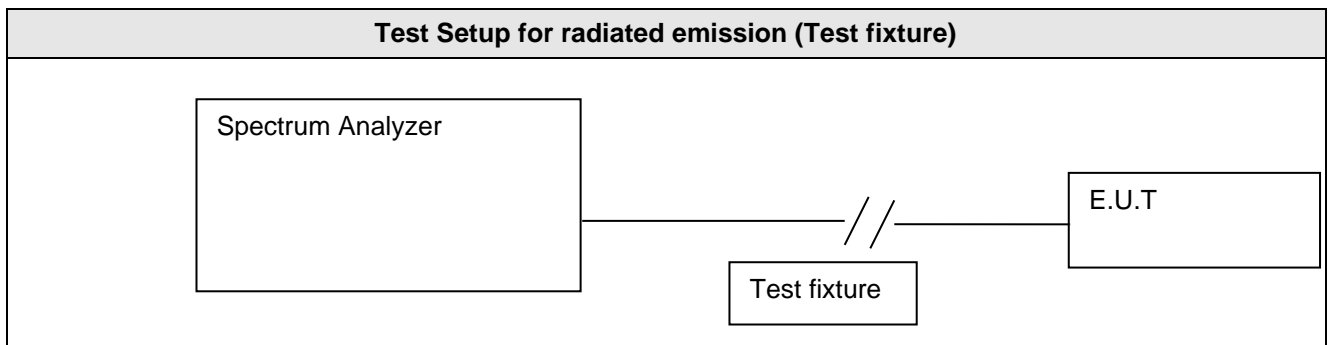 Test Setup for radiated emission (Test fixture)
Spectrum Analyzer
E.U.T
Test fixture